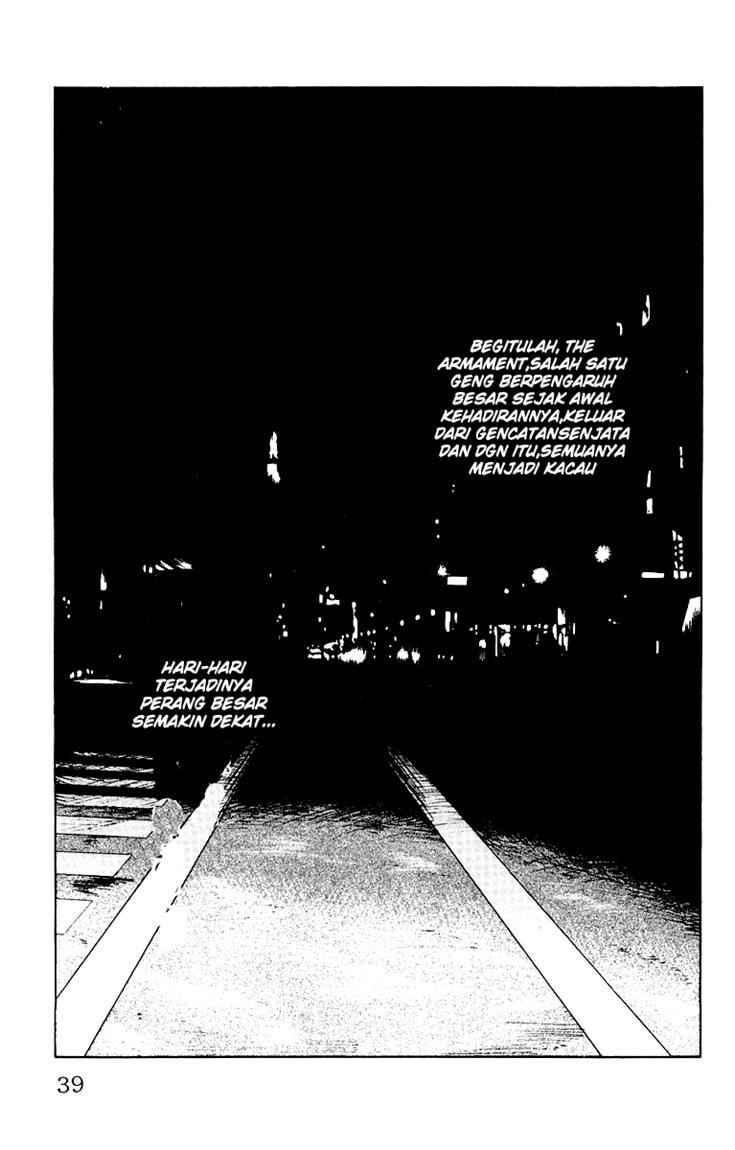 BEGITULAH, THE
ARMAMENT,SALAH SATU
GENG BERPENGARUH
BESAR SEJAK AWAL
KEHADIRANNYA,KELUAR
DARI GENCATANSENJATA
DAN DGN ITU,SEMUANYA
MENJADI KACAU
HARI-HARI
TERJADINYA
PERANG BESAR
SEMAKIN DEKAT...
39